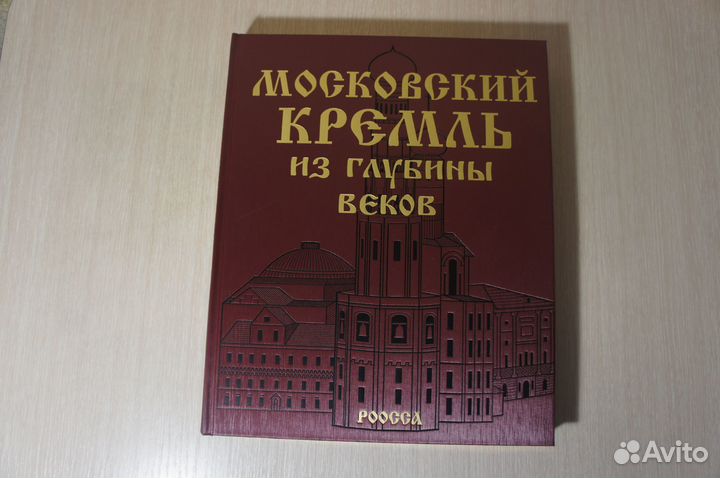 МОСКОВСКИЙ
КРЕМЛЬ
ИЗ ГЛУБИНЫ
ВЕКОВ
РООССА
Avito